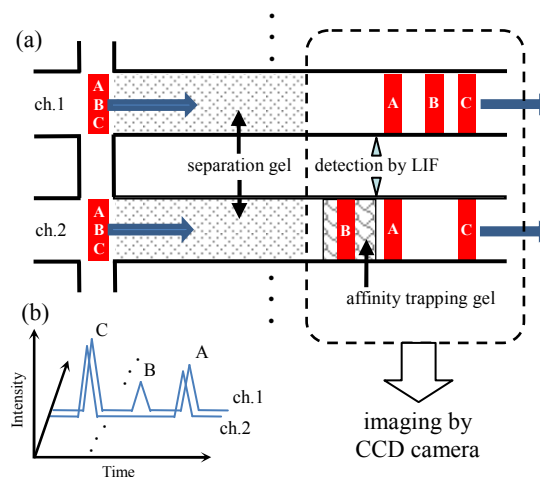 (a)
A
B
C
ch.1
A
B
C
separation gel
detection by LIF
A
B
C
ch.2
B
A
C
affinity trapping gel
(b)
C
B
A
ch.1
ch.2
Intensity
Time
imaging by
CCD camera